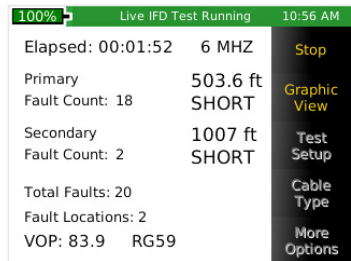 100% Live IFD Test Running 10:56 AM
Elapsed: 00:01:52 6 MHZ Stop
Primary 503.6 ft
Fault Count: 18 SHORT
Graphic
View
Secondary 1007 ft
Fault Count: 2 SHORT
Test
Setup
Total Faults: 20
Cable
Type
Fault Locations: 2
VOP: 83.9 RG59
More
Options